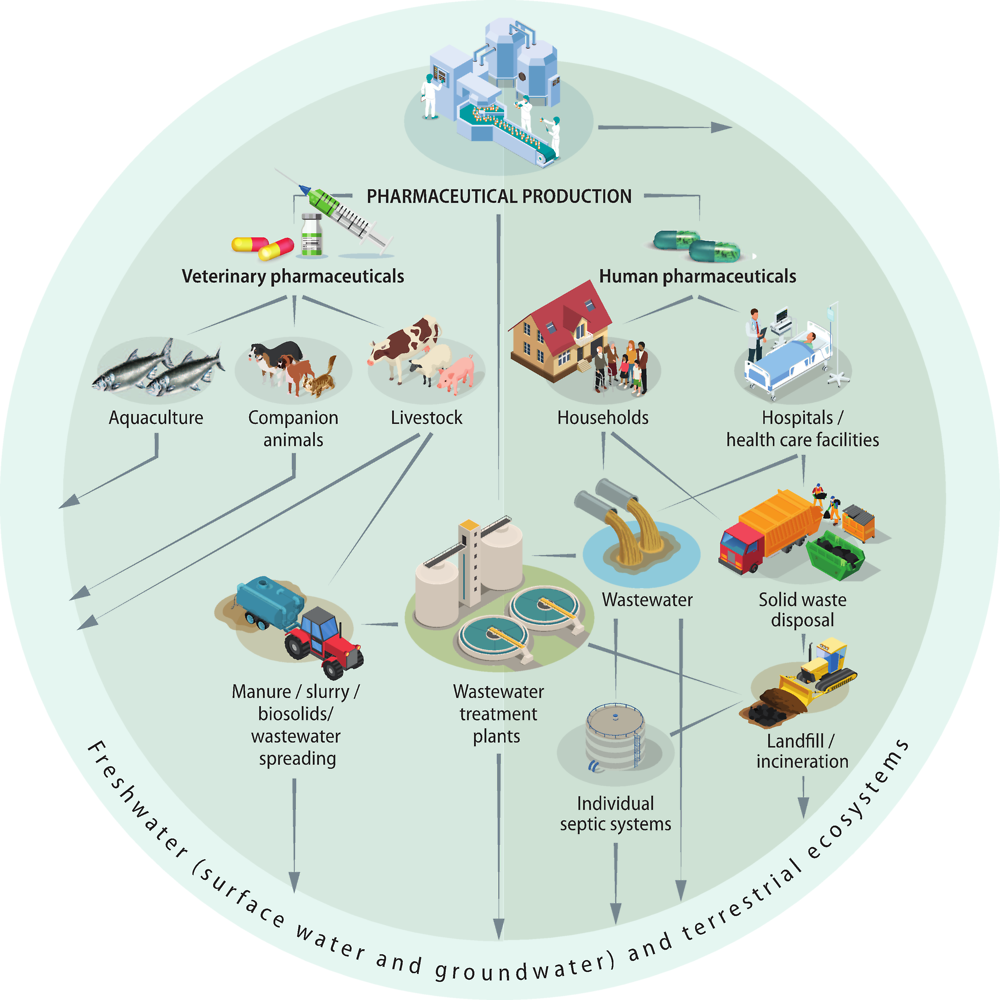 PHARMACEUTICAL PRODUCTION
Veterinary pharmaceuticals
Human pharmaceuticals
Aquaculture
Companion
animals
Livestock
Households
Hospitals /
health care facilities
Wastewater
Solid waste
disposal
Manure / slurry /
biosolids/
wastewater
spreading
Wastewater
treatment
plants
Landfill /
incineration
Individual
septic systems
Freshwater (surface water and groundwater) and terrestrial ecosystems